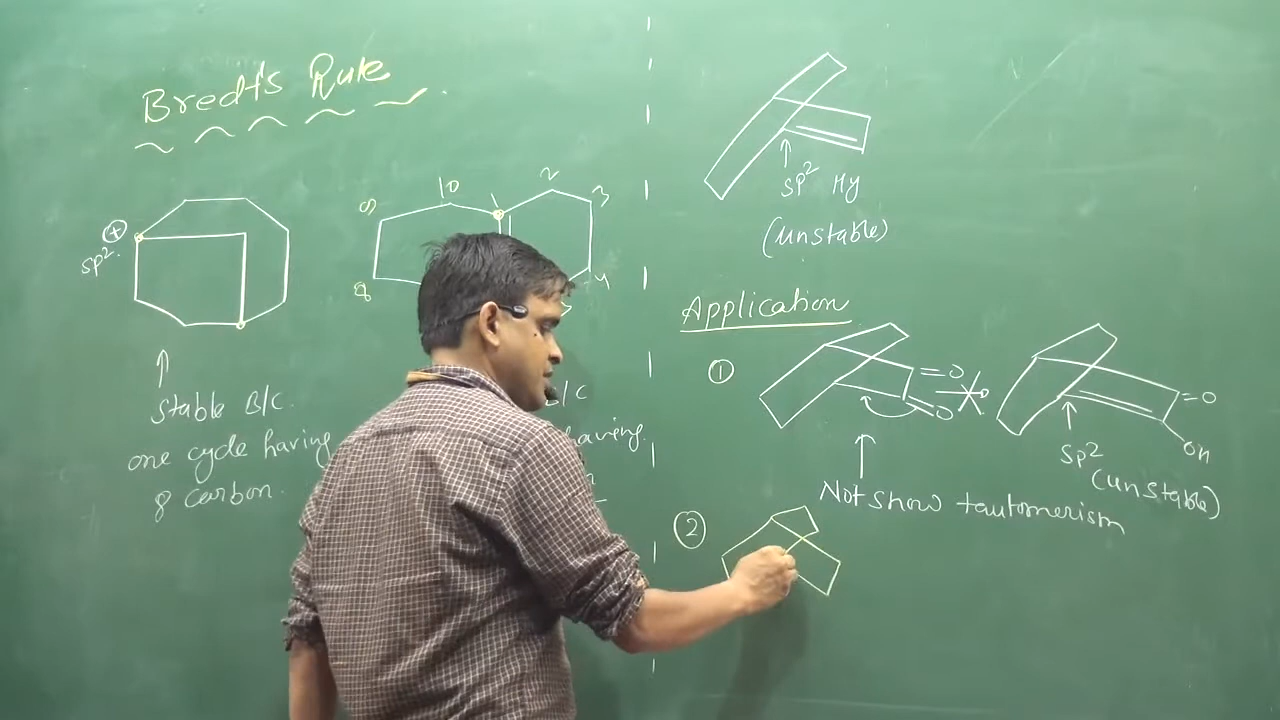 Bredt's Rule
⊕
sp².
↑
Stable B/C.
one cycle having
8 carbon.
10
1
2
3
4
9
8
B/C
having
↑
SP² Hy
(unstable)
Application
①
=O
=O
=O
OH
↑
Not show tautomerism
↑
SP²
(unstable)
②